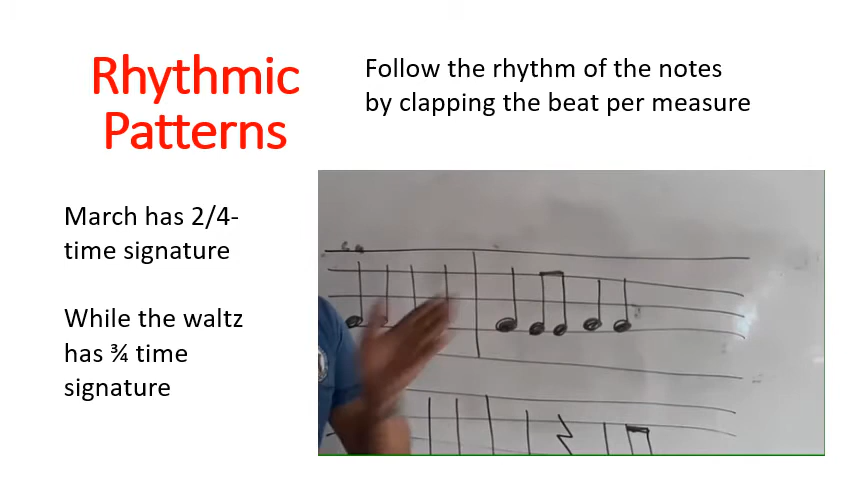 Rhythmic
Patterns
Follow the rhythm of the notes
by clapping the beat per measure
March has 2/4-
time signature
While the waltz
has ¾ time
signature